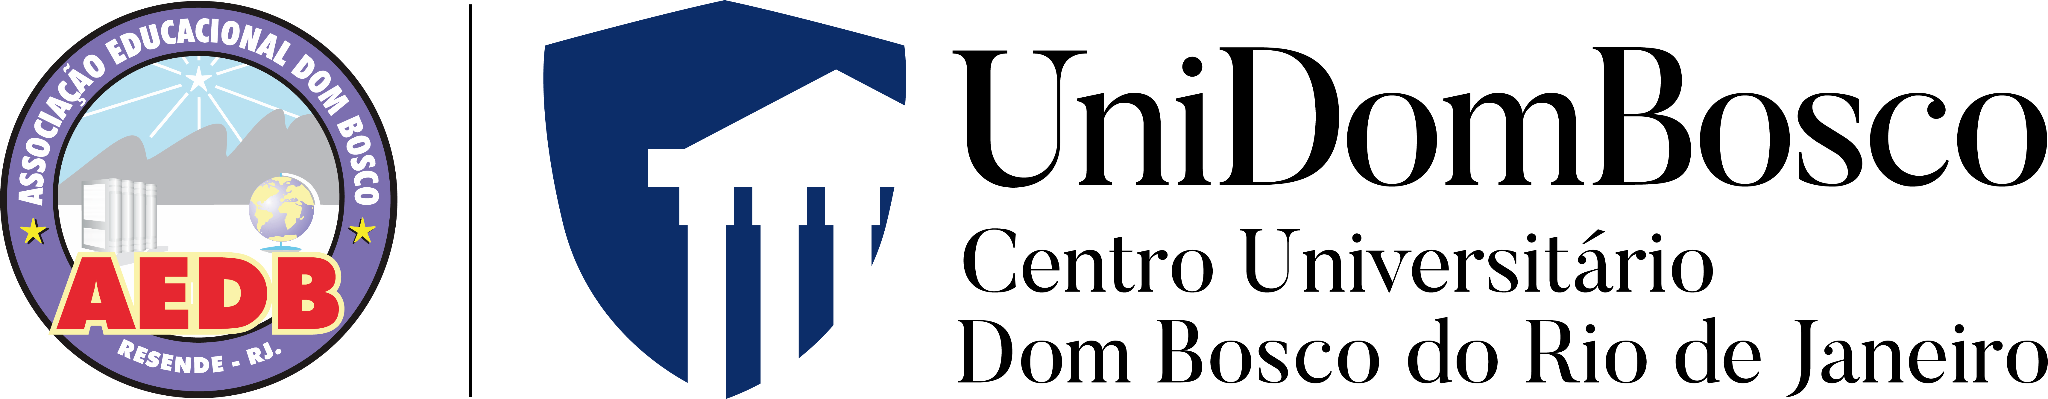 ASSOCIAÇÃO EDUCACIONAL DOM BOSCO
AEDB
RESENDE - RJ.
UniDomBosco
Centro Universitário
Dom Bosco do Rio de Janeiro